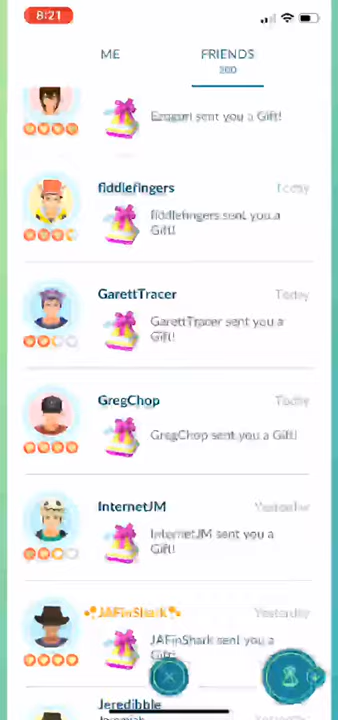 8:21
ME
FRIENDS
200
sent you a Gift!
fiddlefingers
Today
fiddlefingers sent you a
Gift!
GarettTracer
Today
GarettTracer sent you a
Gift!
GregChop
Today
GregChop sent you a Gift!
InternetJM
Yesterday
InternetJM sent you a
Gift!
JAFinShark
Yesterday
JAFinShark sent you a
Gift!
Jeredibble
Jeremiah